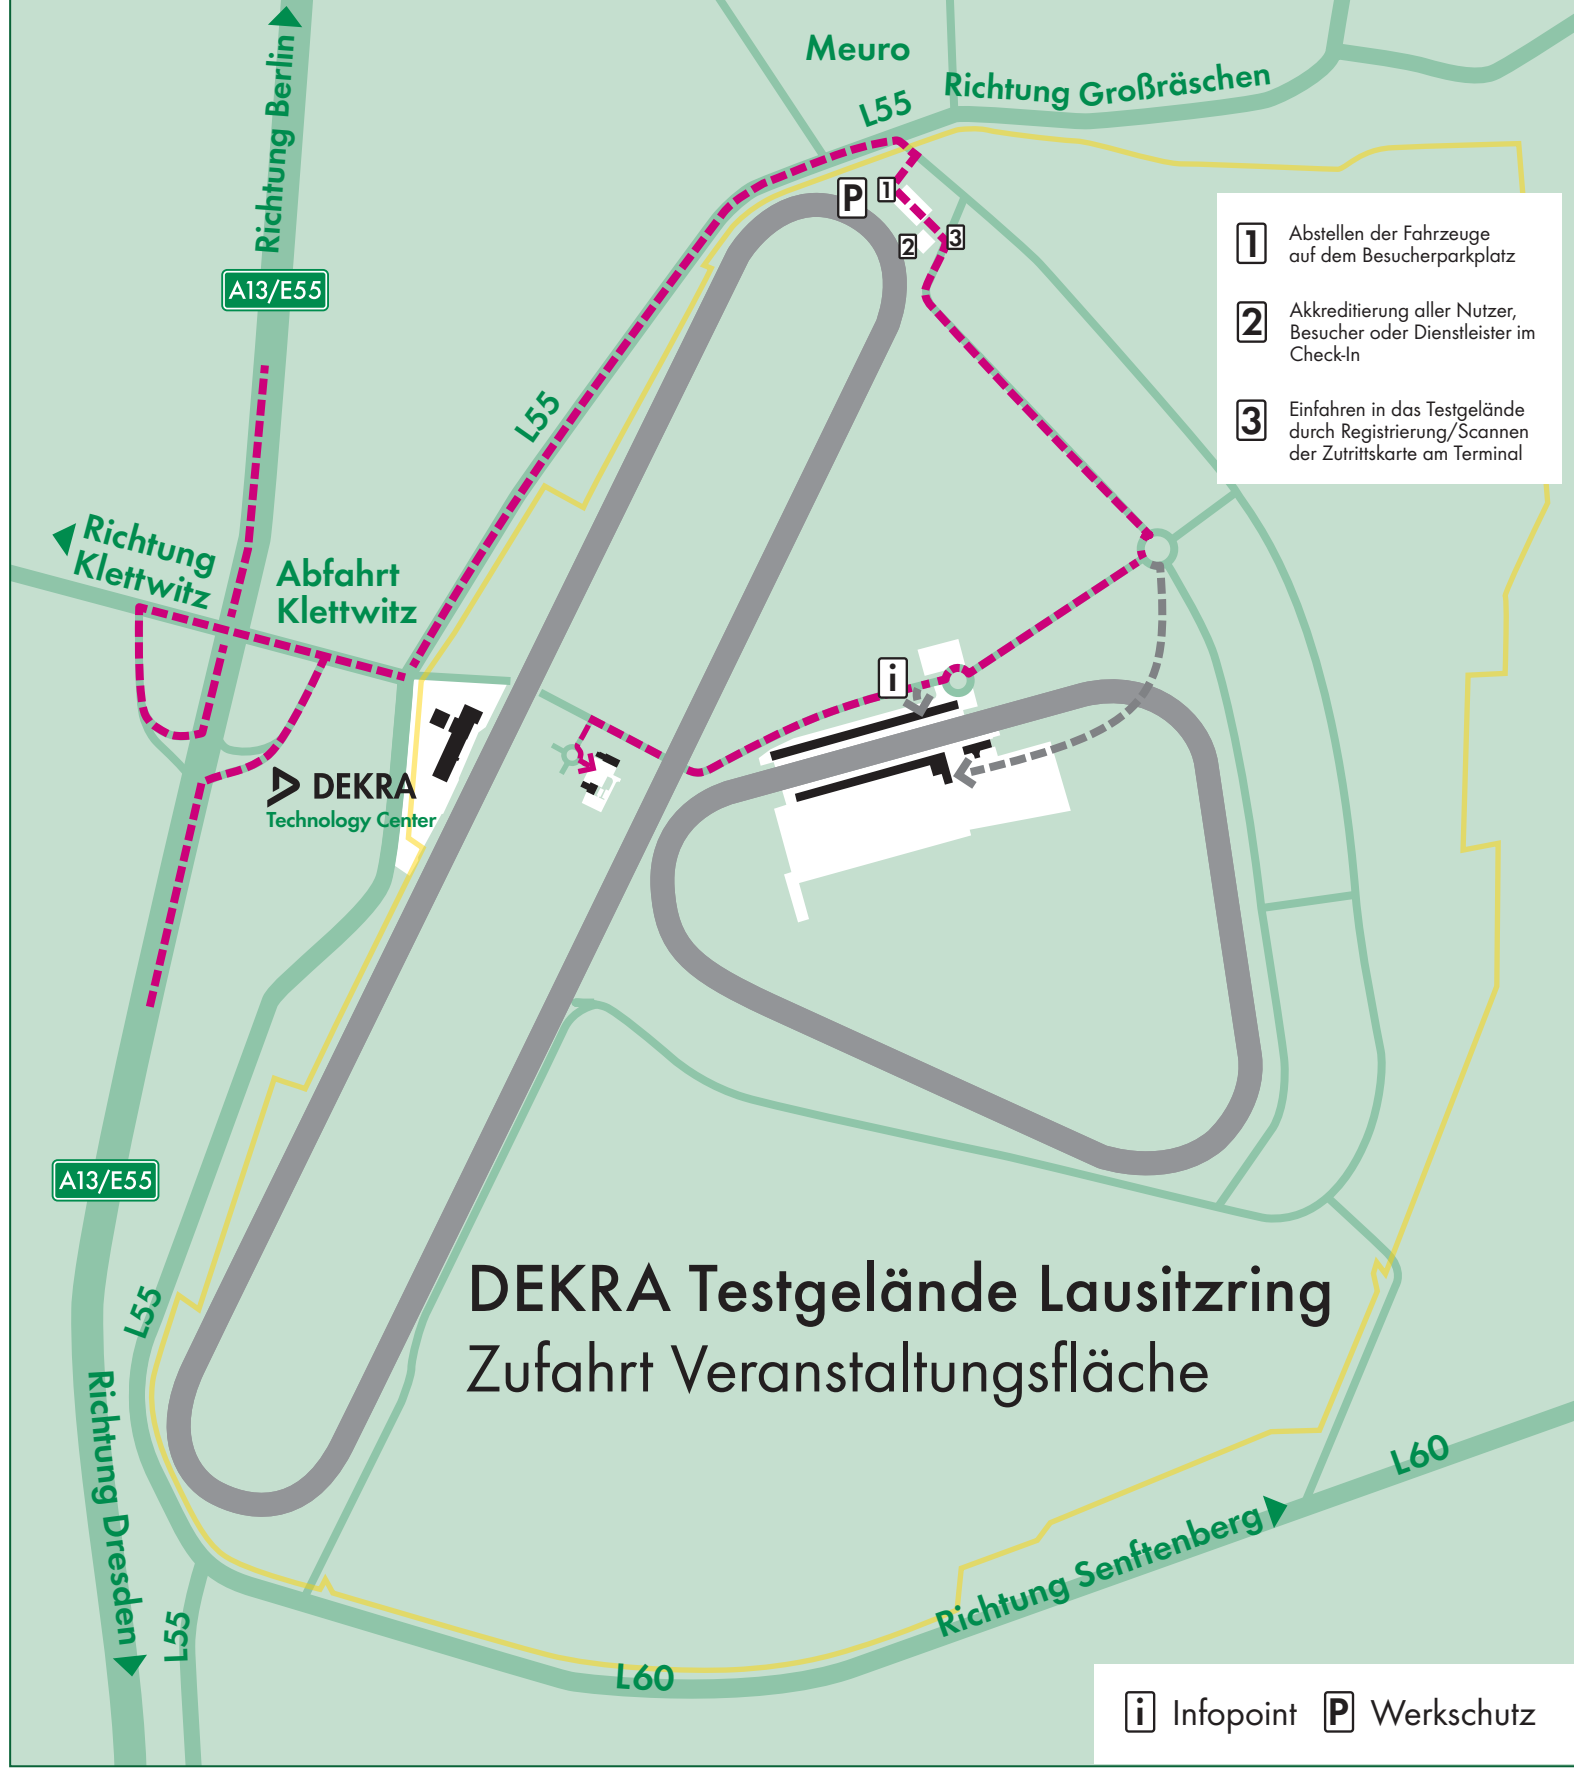 Meuro
Richtung Großräschen
L55
Richtung Berlin
P
1
2
3
A13/E55
1
Abstellen der Fahrzeuge
auf dem Besucherparkplatz
2
Akkreditierung aller Nutzer,
Besucher oder Dienstleister im
Check-In
3
Einfahren in das Testgelände
durch Registrierung/Scannen
der Zutrittskarte am Terminal
L55
Richtung
Klettwitz
Abfahrt
Klettwitz
i
DEKRA
Technology Center
A13/E55
L55
DEKRA Testgelände Lausitzring
Zufahrt Veranstaltungsfläche
Richtung Dresden
L55
L60
Richtung Senftenberg
L60
i Infopoint P Werkschutz